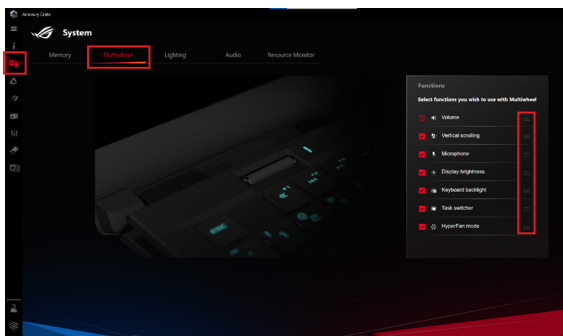 Armoury Crate
System
Memory
Multiwheel
Lighting
Audio
Resource Monitor
Functions
Select functions you wish to use with Multiwheel
Volume
Vertical scrolling
Microphone
Display brightness
Keyboard backlight
Task switcher
HyperFan mode